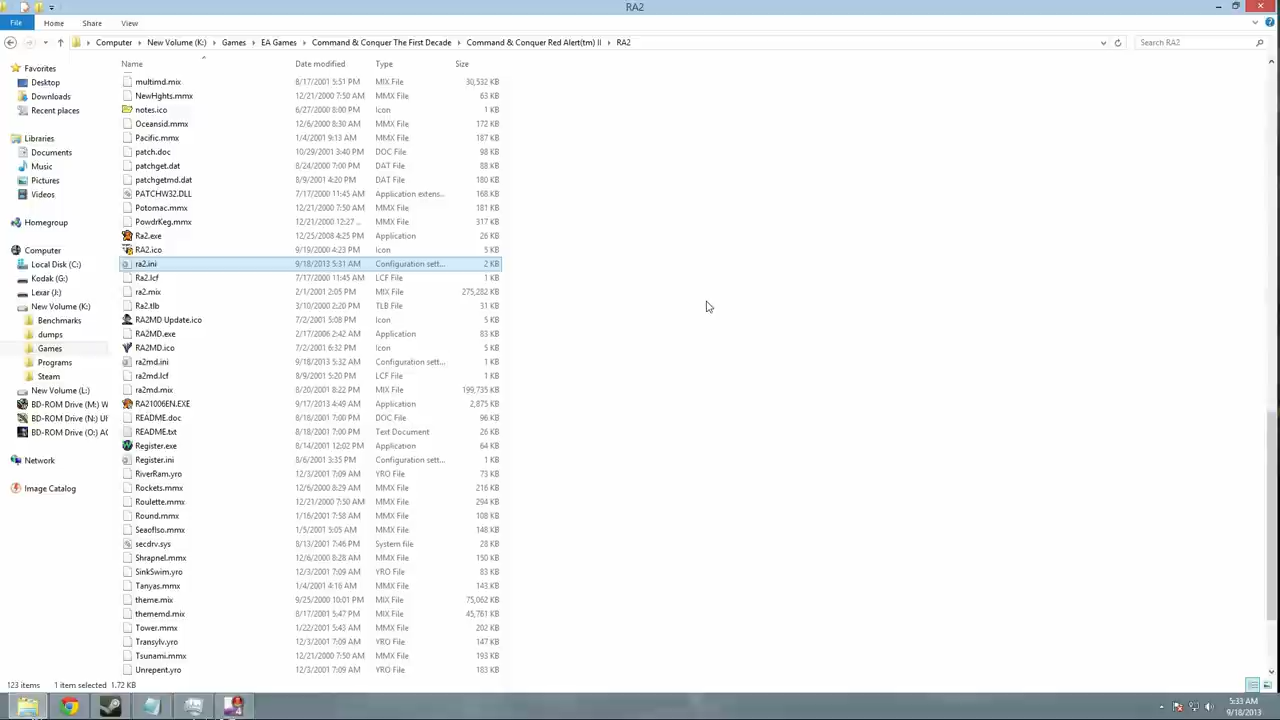 RA2
File Home Share View
Computer New Volume (K:) Games EA Games Command & Conquer The First Decade Command & Conquer Red Alert(tm) II RA2 Search RA2
Name Date modified Type Size
Favorites
Desktop
Downloads
Recent places
Libraries
Documents
Music
Pictures
Videos
Homegroup
Computer
Local Disk (C:)
Kodak (G:)
Lexar (J:)
New Volume (K:)
Benchmarks
dumps
Games
Programs
Steam
New Volume (L:)
BD-ROM Drive (M:) W
BD-ROM Drive (N:) UI
BD-ROM Drive (O:) AC
Network
Image Catalog
multimd.mix 8/17/2001 5:51 PM MIX File 30,532 KB
NewHghts.mmx 12/21/2000 7:50 AM MMX File 63 KB
notes.ico 6/27/2000 8:00 PM Icon 1 KB
Oceansid.mmx 12/6/2000 8:30 AM MMX File 172 KB
Pacific.mmx 1/4/2001 9:13 AM MMX File 187 KB
patch.doc 10/29/2001 3:40 PM DOC File 98 KB
patchget.dat 8/24/2000 7:00 PM DAT File 88 KB
patchgetmd.dat 8/9/2001 4:20 PM DAT File 180 KB
PATCHW32.DLL 7/17/2000 11:45 AM Application extens... 168 KB
Potomac.mmx 12/21/2000 7:50 AM MMX File 181 KB
PowdrKeg.mmx 12/21/2000 12:27 ... MMX File 317 KB
Ra2.exe 12/25/2008 4:25 PM Application 26 KB
RA2.ico 9/19/2000 4:23 PM Icon 5 KB
ra2.ini 9/18/2013 5:31 AM Configuration sett... 2 KB
Ra2.lcf 7/17/2000 11:45 AM LCF File 1 KB
ra2.mix 2/1/2001 2:05 PM MIX File 275,282 KB
Ra2.tlb 3/10/2000 2:20 PM TLB File 31 KB
RA2MD Update.ico 7/2/2001 5:08 PM Icon 5 KB
RA2MD.exe 2/17/2006 2:42 AM Application 83 KB
RA2MD.ico 7/2/2001 6:32 PM Icon 5 KB
ra2md.ini 9/18/2013 5:32 AM Configuration sett... 1 KB
ra2md.lcf 8/9/2001 5:20 PM LCF File 1 KB
ra2md.mix 8/20/2001 8:22 PM MIX File 199,735 KB
RA21006EN.EXE 9/17/2013 4:49 AM Application 2,875 KB
README.doc 8/18/2001 7:00 PM DOC File 96 KB
README.txt 8/18/2001 7:00 PM Text Document 26 KB
Register.exe 8/14/2001 12:02 PM Application 64 KB
Register.ini 8/6/2001 3:35 PM Configuration sett... 1 KB
RiverRam.yro 12/3/2001 7:09 AM YRO File 73 KB
Rockets.mmx 12/6/2000 8:29 AM MMX File 216 KB
Roulette.mmx 12/21/2000 7:50 AM MMX File 294 KB
Round.mmx 1/16/2001 7:58 AM MMX File 108 KB
SeaofIso.mmx 1/5/2001 5:05 AM MMX File 148 KB
secdrv.sys 8/13/2001 7:46 PM System file 28 KB
Shrapnel.mmx 12/6/2000 8:28 AM MMX File 150 KB
SinkSwim.yro 12/3/2001 7:09 AM YRO File 83 KB
Tanyas.mmx 1/4/2001 4:16 AM MMX File 143 KB
theme.mix 9/25/2000 10:01 PM MIX File 75,062 KB
thememd.mix 8/17/2001 5:47 PM MIX File 45,761 KB
Tower.mmx 1/22/2001 5:43 AM MMX File 202 KB
Transylv.yro 12/3/2001 7:09 AM YRO File 147 KB
Tsunami.mmx 12/21/2000 7:50 AM MMX File 193 KB
Unrepent.yro 12/3/2001 7:09 AM YRO File 183 KB
123 items 1 item selected 1.72 KB
5:33 AM
9/18/2013